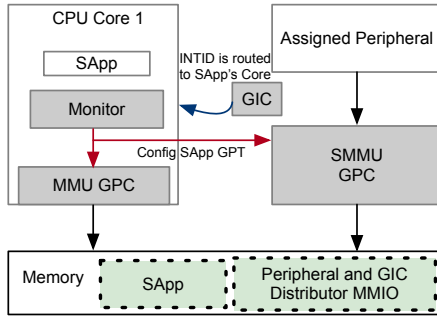 CPU Core 1
SApp
Monitor
MMU GPC
INTID is routed
to SApp's Core
GIC
Config SApp GPT
Assigned Peripheral
SMMU
GPC
Memory
SApp
Peripheral and GIC
Distributor MMIO